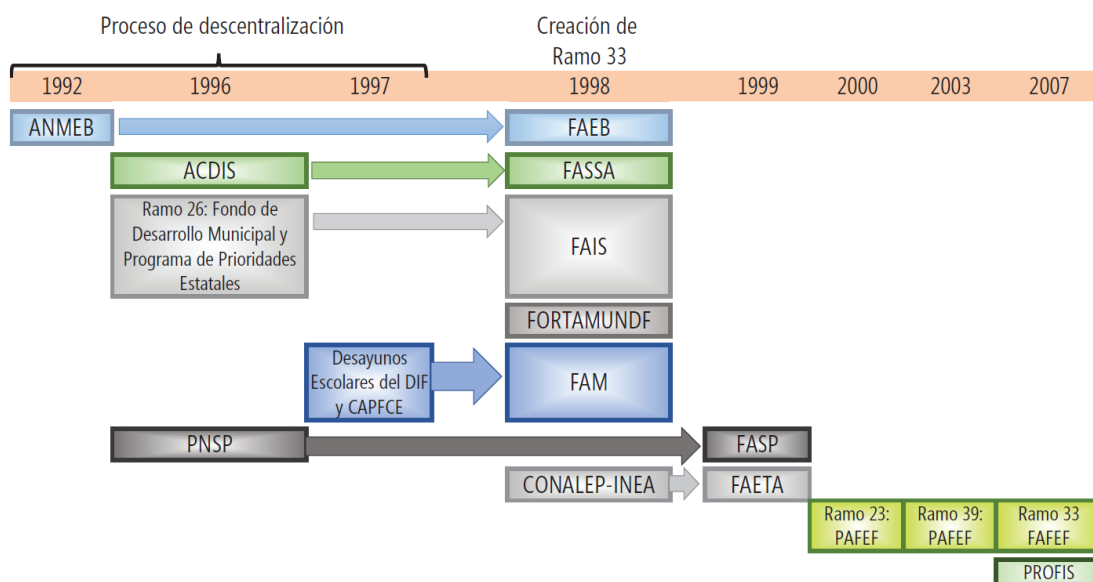 Proceso de descentralización
Creación de
Ramo 33
1992 1996 1997 1998 1999 2000 2003 2007
ANMEB FAEB
ACDIS FASSA
Ramo 26: Fondo de
Desarrollo Municipal y
Programa de Prioridades
Estatales
FAIS
FORTAMUNDF
Desayunos
Escolares del DIF
y CAPFCE
FAM
PNSP FASP
CONALEP-INEA FAETA
Ramo 23:
PAFEF
Ramo 39:
PAFEF
Ramo 33
FAFEF
PROFIS